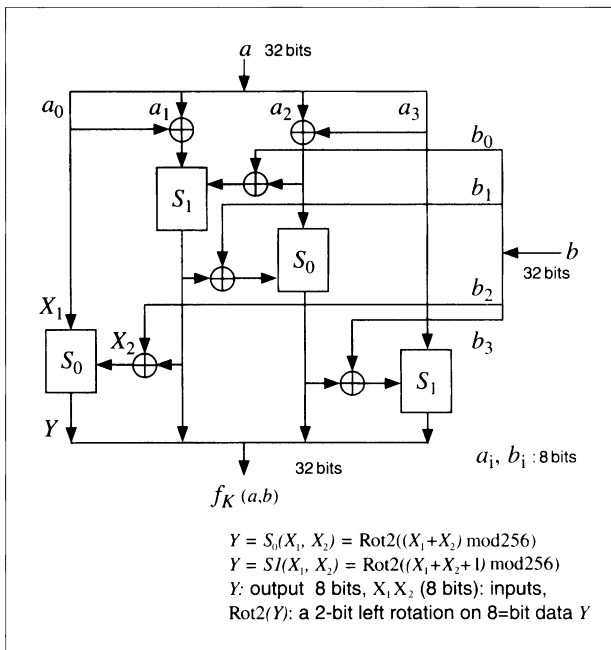 a 32 bits
a0 a1 a2 a3
b0
S1
b1
S0
b
32 bits
b2
X1
X2
S0
b3
S1
Y
32 bits
ai, bi : 8 bits
fK (a,b)
Y = S0(X1, X2) = Rot2((X1+X2) mod256)
Y = S1(X1, X2) = Rot2((X1+X2+1) mod256)
Y: output 8 bits, X1X2 (8 bits): inputs,
Rot2(Y): a 2-bit left rotation on 8=bit data Y